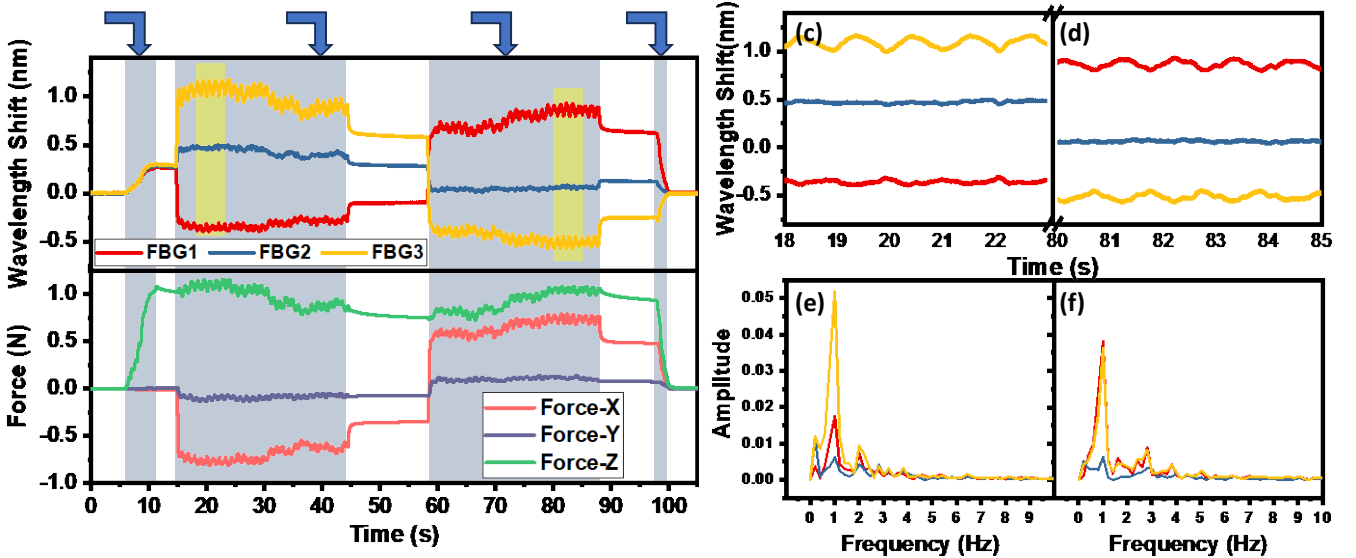 Wavelength Shift (nm)
1.0
0.5
0.0
−0.5
FBG1 FBG2 FBG3
Force (N)
1.0
0.5
0.0
−0.5
−1.0
Force-X
Force-Y
Force-Z
0 10 20 30 40 50 60 70 80 90 100
Time (s)
(c) (d)
Wavelength Shift(nm)
1.0
0.5
0.0
−0.5
18 19 20 21 22 80 81 82 83 84 85
Time (s)
(e) (f)
Amplitude
0.05
0.04
0.03
0.02
0.01
0.00
0 1 2 3 4 5 6 7 8 9 0 1 2 3 4 5 6 7 8 9 10
Frequency (Hz) Frequency (Hz)